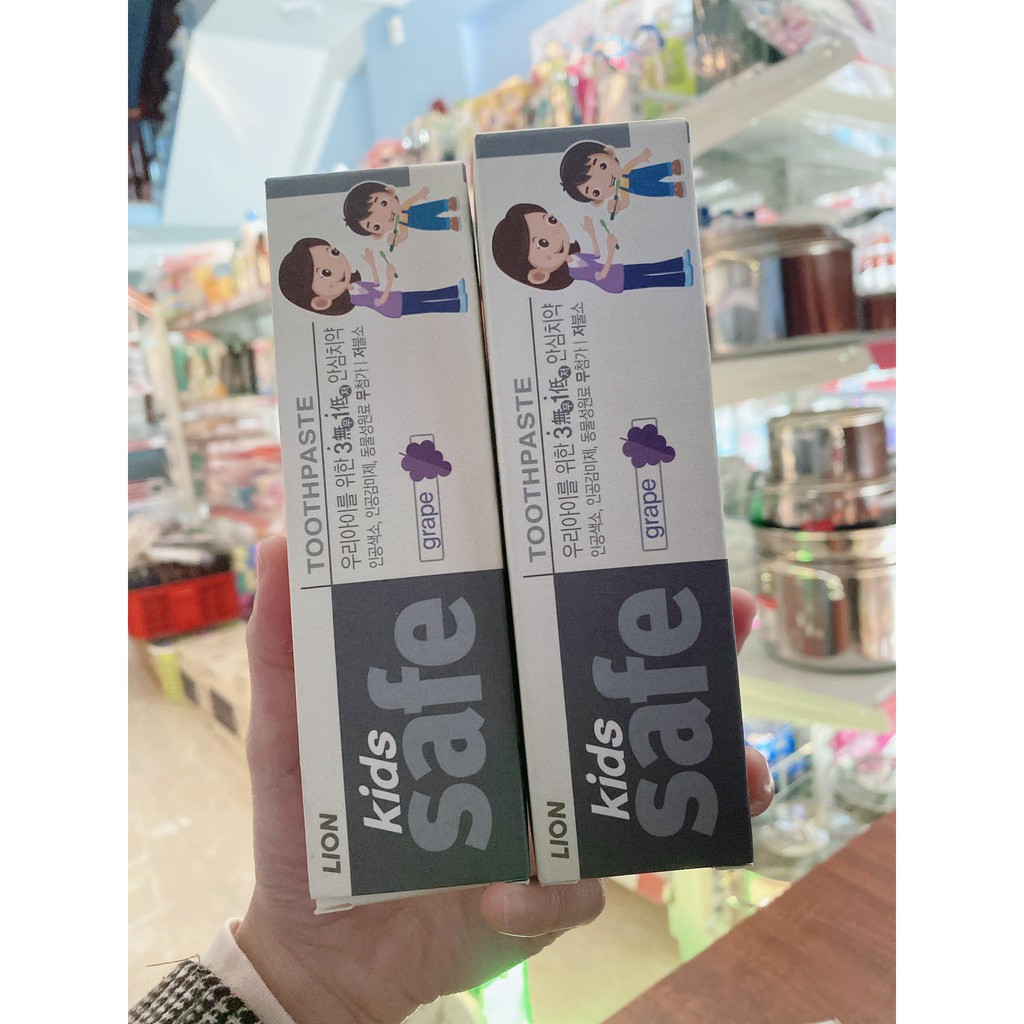 LION
kids
safe
TOOTHPASTE
우리아이를 위한 3無무 1低저 안심치약
인공색소, 인공감미제, 동물성원료 무첨가 | 저불소
grape
LION
kids
safe
TOOTHPASTE
우리아이를 위한 3無무 1低저 안심치약
인공색소, 인공감미제, 동물성원료 무첨가 | 저불소
grape